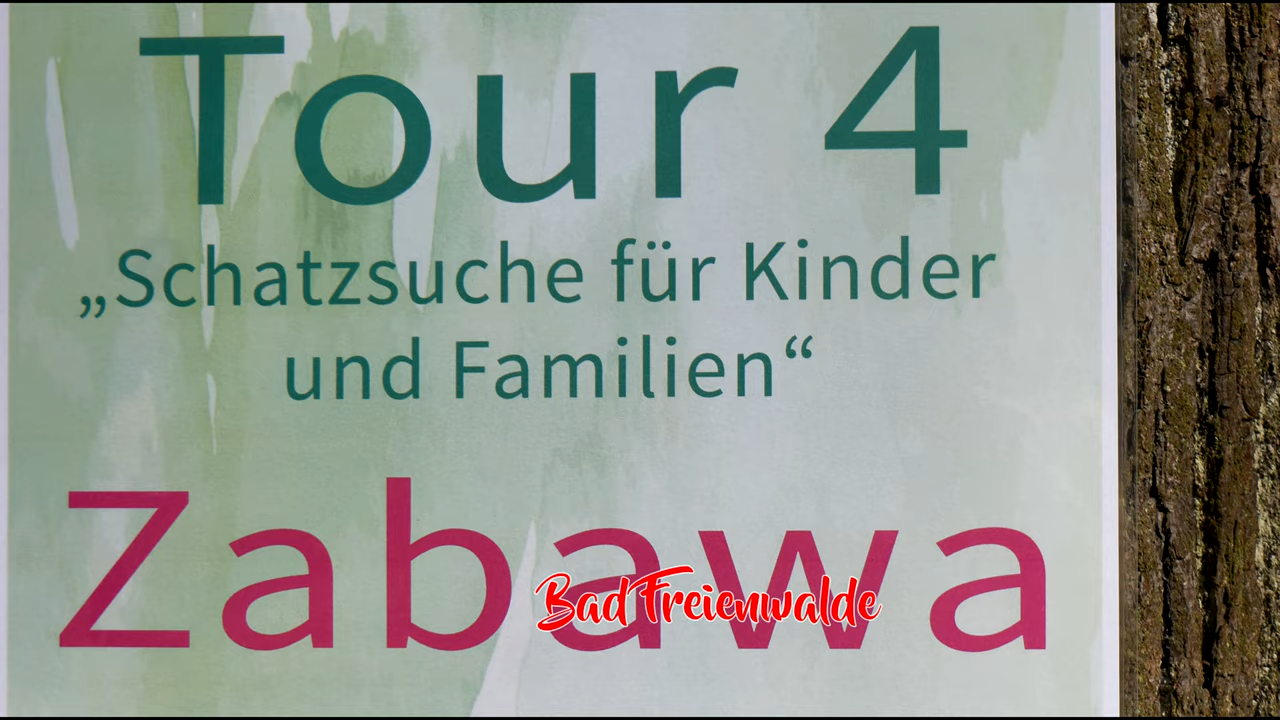 Tour 4
„Schatzsuche für Kinder
und Familien“
Zabawa
Bad Freienwalde